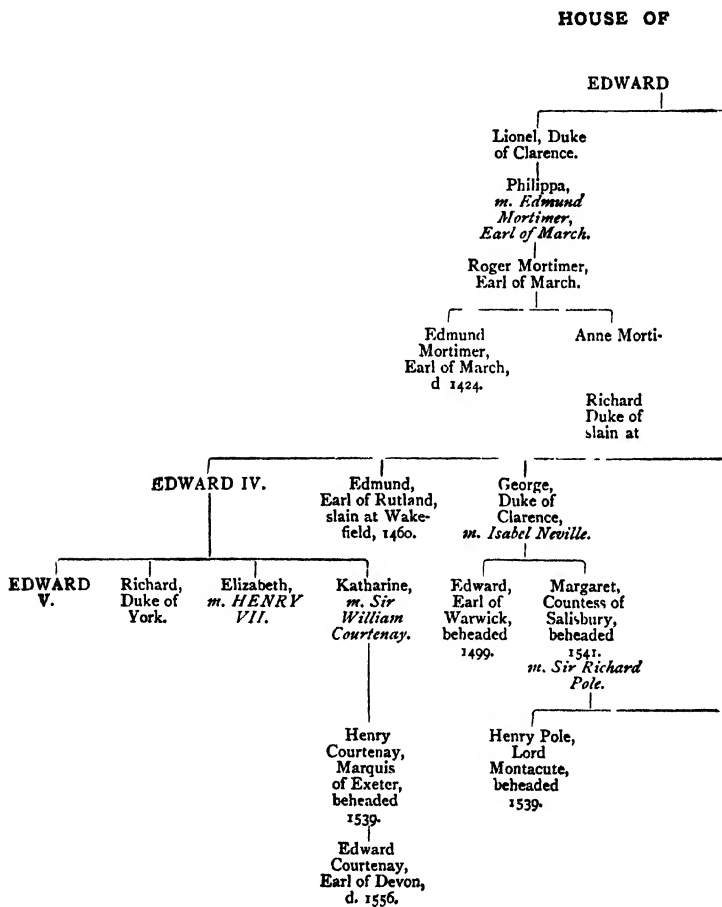 HOUSE OF
EDWARD
Lionel, Duke
of Clarence.
Philippa,
m. Edmund
Mortimer,
Earl of March.
Roger Mortimer,
Earl of March.
Edmund
Mortimer,
Earl of March,
d 1424.
Anne Morti-
Richard
Duke of
slain at
EDWARD IV.
Edmund,
Earl of Rutland,
slain at Wake-
field, 1460.
George,
Duke of
Clarence,
m. Isabel Neville.
EDWARD
V.
Richard,
Duke of
York.
Elizabeth,
m. HENRY
VII.
Katharine,
m. Sir
William
Courtenay.
Edward,
Earl of
Warwick,
beheaded
1499.
Margaret,
Countess of
Salisbury,
beheaded
1541.
m. Sir Richard
Pole.
Henry
Courtenay,
Marquis
of Exeter,
beheaded
1539.
Henry Pole,
Lord
Montacute,
beheaded
1539.
Edward
Courtenay,
Earl of Devon,
d. 1556.